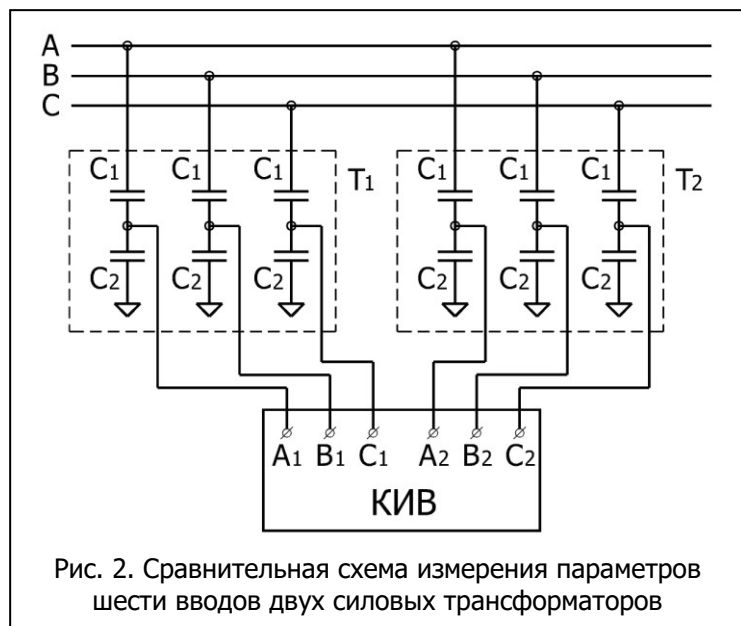 A
B
C
C1 C1 C1 T1 C1 C1 C1 T2
C2 C2 C2 C2 C2 C2
A1 B1 C1 A2 B2 C2
КИВ
Рис. 2. Сравнительная схема измерения параметров
шести вводов двух силовых трансформаторов